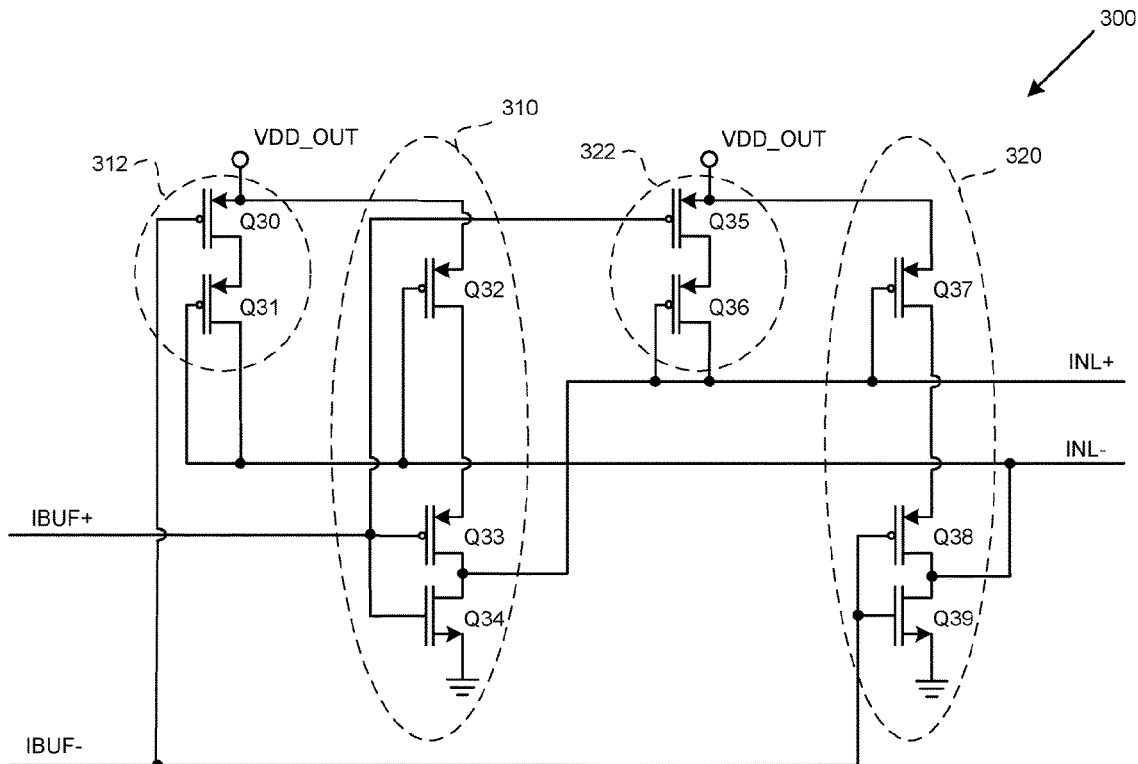 300
310
VDD_OUT
VDD_OUT
312
322
320
Q30
Q35
Q31
Q32
Q36
Q37
INL+
INL-
IBUF+
Q33
Q38
Q34
Q39
IBUF-